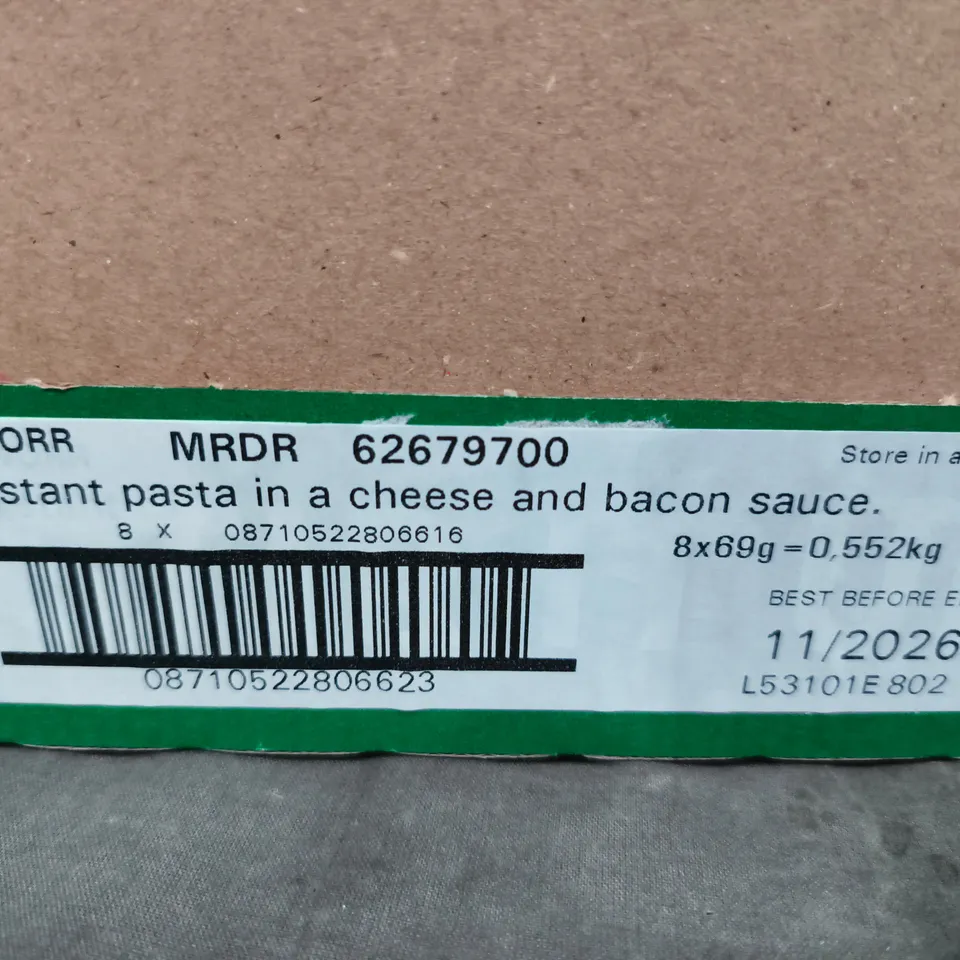 ORR MRDR 62679700 Store in a
stant pasta in a cheese and bacon sauce.
8 X 08710522806616
8x69g=0,552kg
BEST BEFORE E
11/2026
08710522806623
L53101E 802